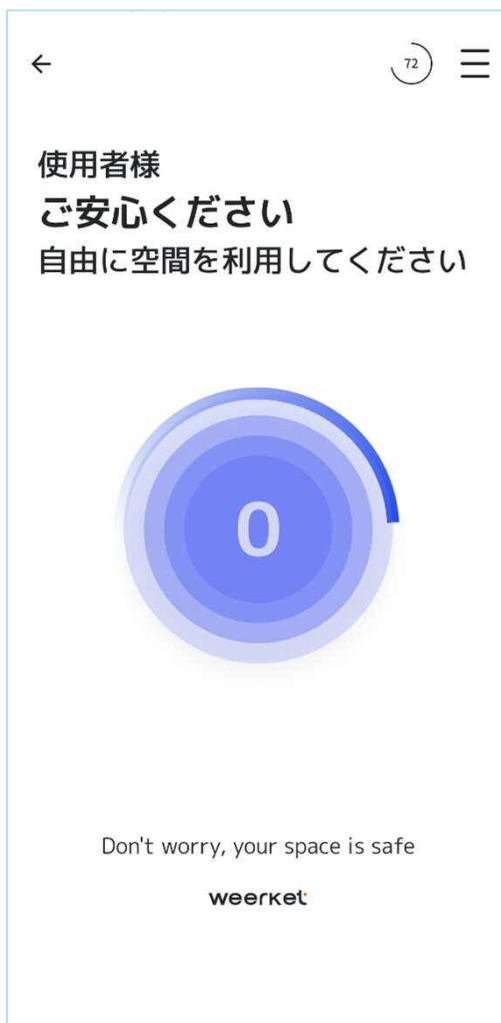 72
使用者様
ご安心ください
自由に空間を利用してください
0
Don't worry, your space is safe
weerket